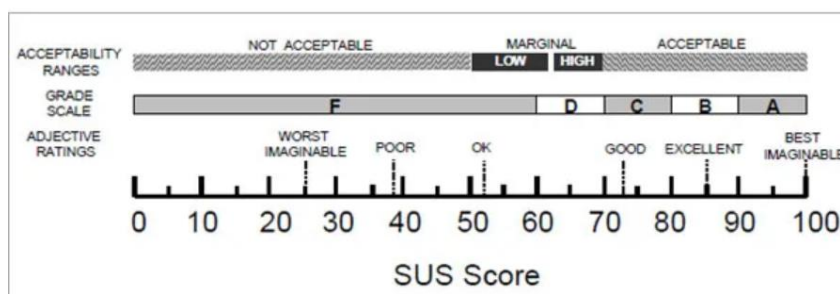 NOT ACCEPTABLE MARGINAL ACCEPTABLE
ACCEPTABILITY
RANGES
LOW HIGH
GRADE
SCALE
F D C B A
ADJECTIVE
RATINGS
WORST
IMAGINABLE
POOR
OK
GOOD
EXCELLENT
BEST
IMAGINABLE
0 10 20 30 40 50 60 70 80 90 100
SUS Score